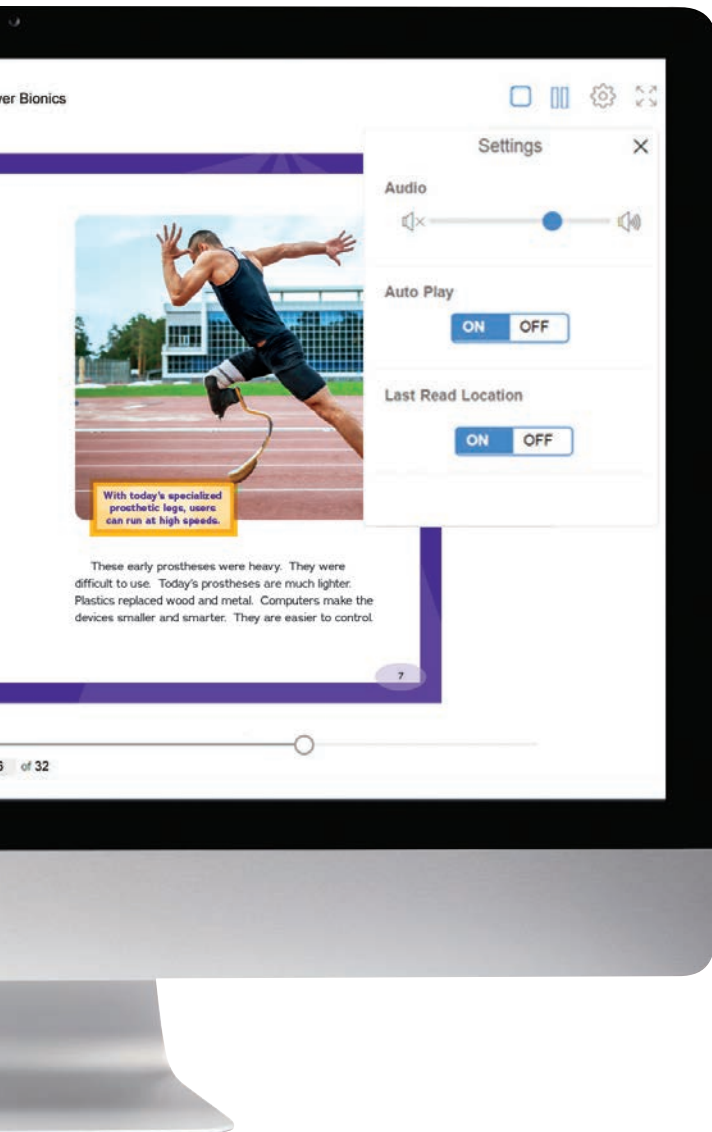 Bionics
Settings
Audio
Auto Play
ON OFF
Last Read Location
ON OFF
With today's specialized
prosthetic legs, users
can run at high speeds.
These early prostheses were heavy. They were
difficult to use. Today's prostheses are much lighter.
Plastics replaced wood and metal. Computers make the
devices smaller and smarter. They are easier to control.
7
of 32